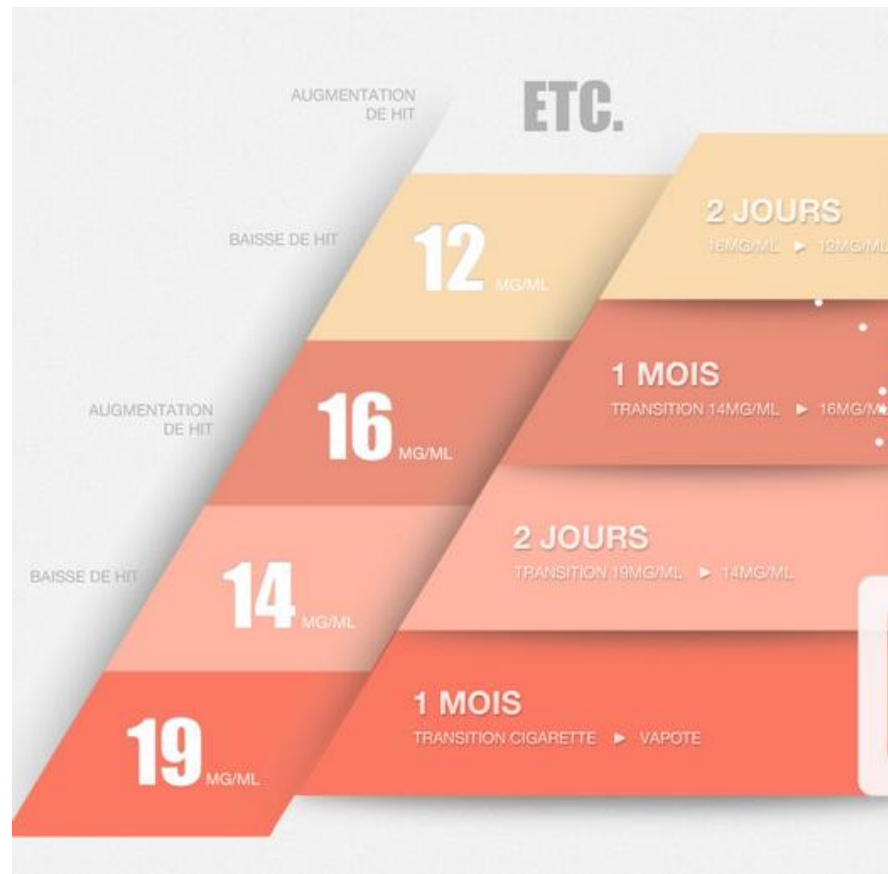 AUGMENTATION
DE HIT
ETC.
BAISSE DE HIT
12 MG/ML
2 JOURS
16MG/ML ► 12MG/ML
AUGMENTATION
DE HIT
16 MG/ML
1 MOIS
TRANSITION 14MG/ML ► 16MG/ML
BAISSE DE HIT
14 MG/ML
2 JOURS
TRANSITION 19MG/ML ► 14MG/ML
19 MG/ML
1 MOIS
TRANSITION CIGARETTE ► VAPOTE